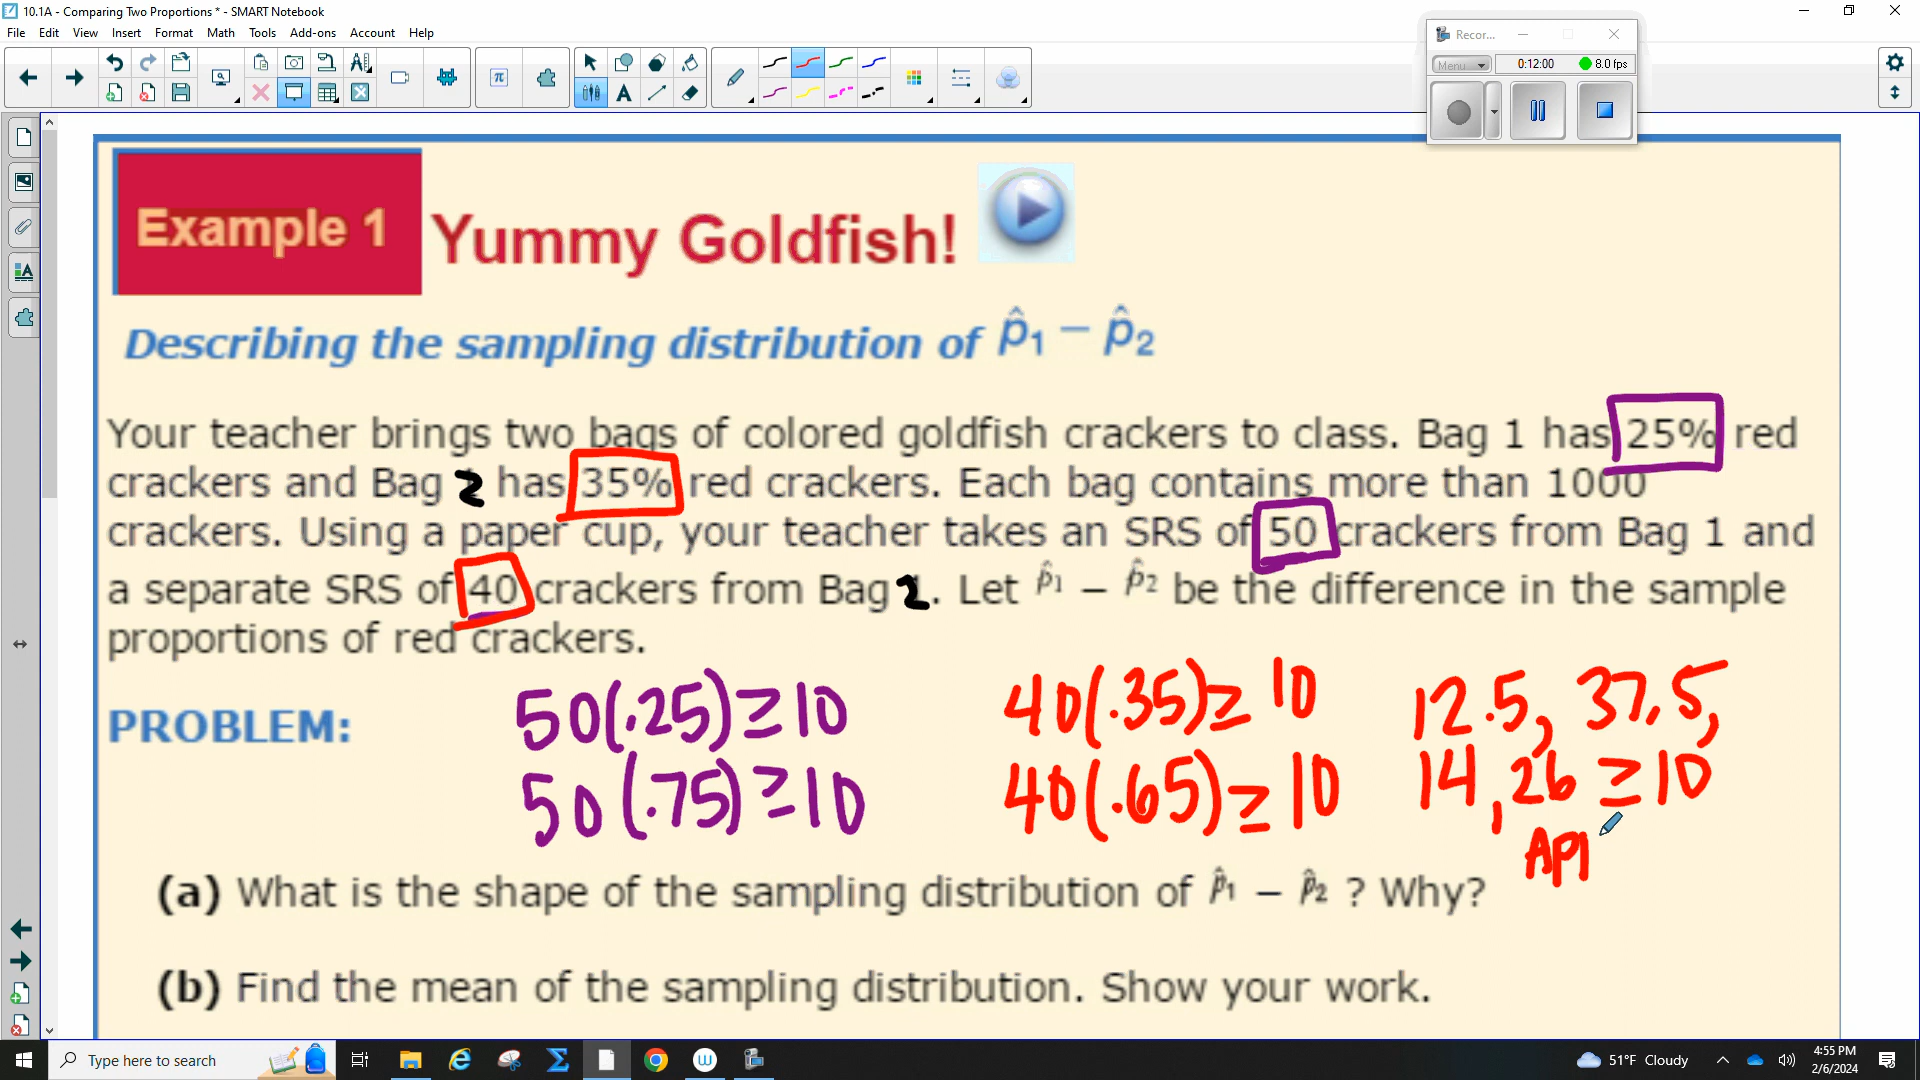 10.1A - Comparing Two Proportions * - SMART Notebook
File Edit View Insert Format Math Tools Add-ons Account Help
Recor...
Menu 0:12:00 8.0 fps
Example 1 Yummy Goldfish!
Describing the sampling distribution of p̂₁ − p̂₂
Your teacher brings two bags of colored goldfish crackers to class. Bag 1 has 25% red
crackers and Bag 2 has 35% red crackers. Each bag contains more than 1000
crackers. Using a paper cup, your teacher takes an SRS of 50 crackers from Bag 1 and
a separate SRS of 40 crackers from Bag 2. Let p̂₁ − p̂₂ be the difference in the sample
proportions of red crackers.
PROBLEM:
50(.25) ≥ 10
50(.75) ≥ 10
40(.35) ≥ 10
40(.65) ≥ 10
12.5, 37.5,
14, 26 ≥ 10
AP
(a) What is the shape of the sampling distribution of p̂₁ − p̂₂ ? Why?
(b) Find the mean of the sampling distribution. Show your work.
Type here to search
51°F Cloudy
4:55 PM
2/6/2024